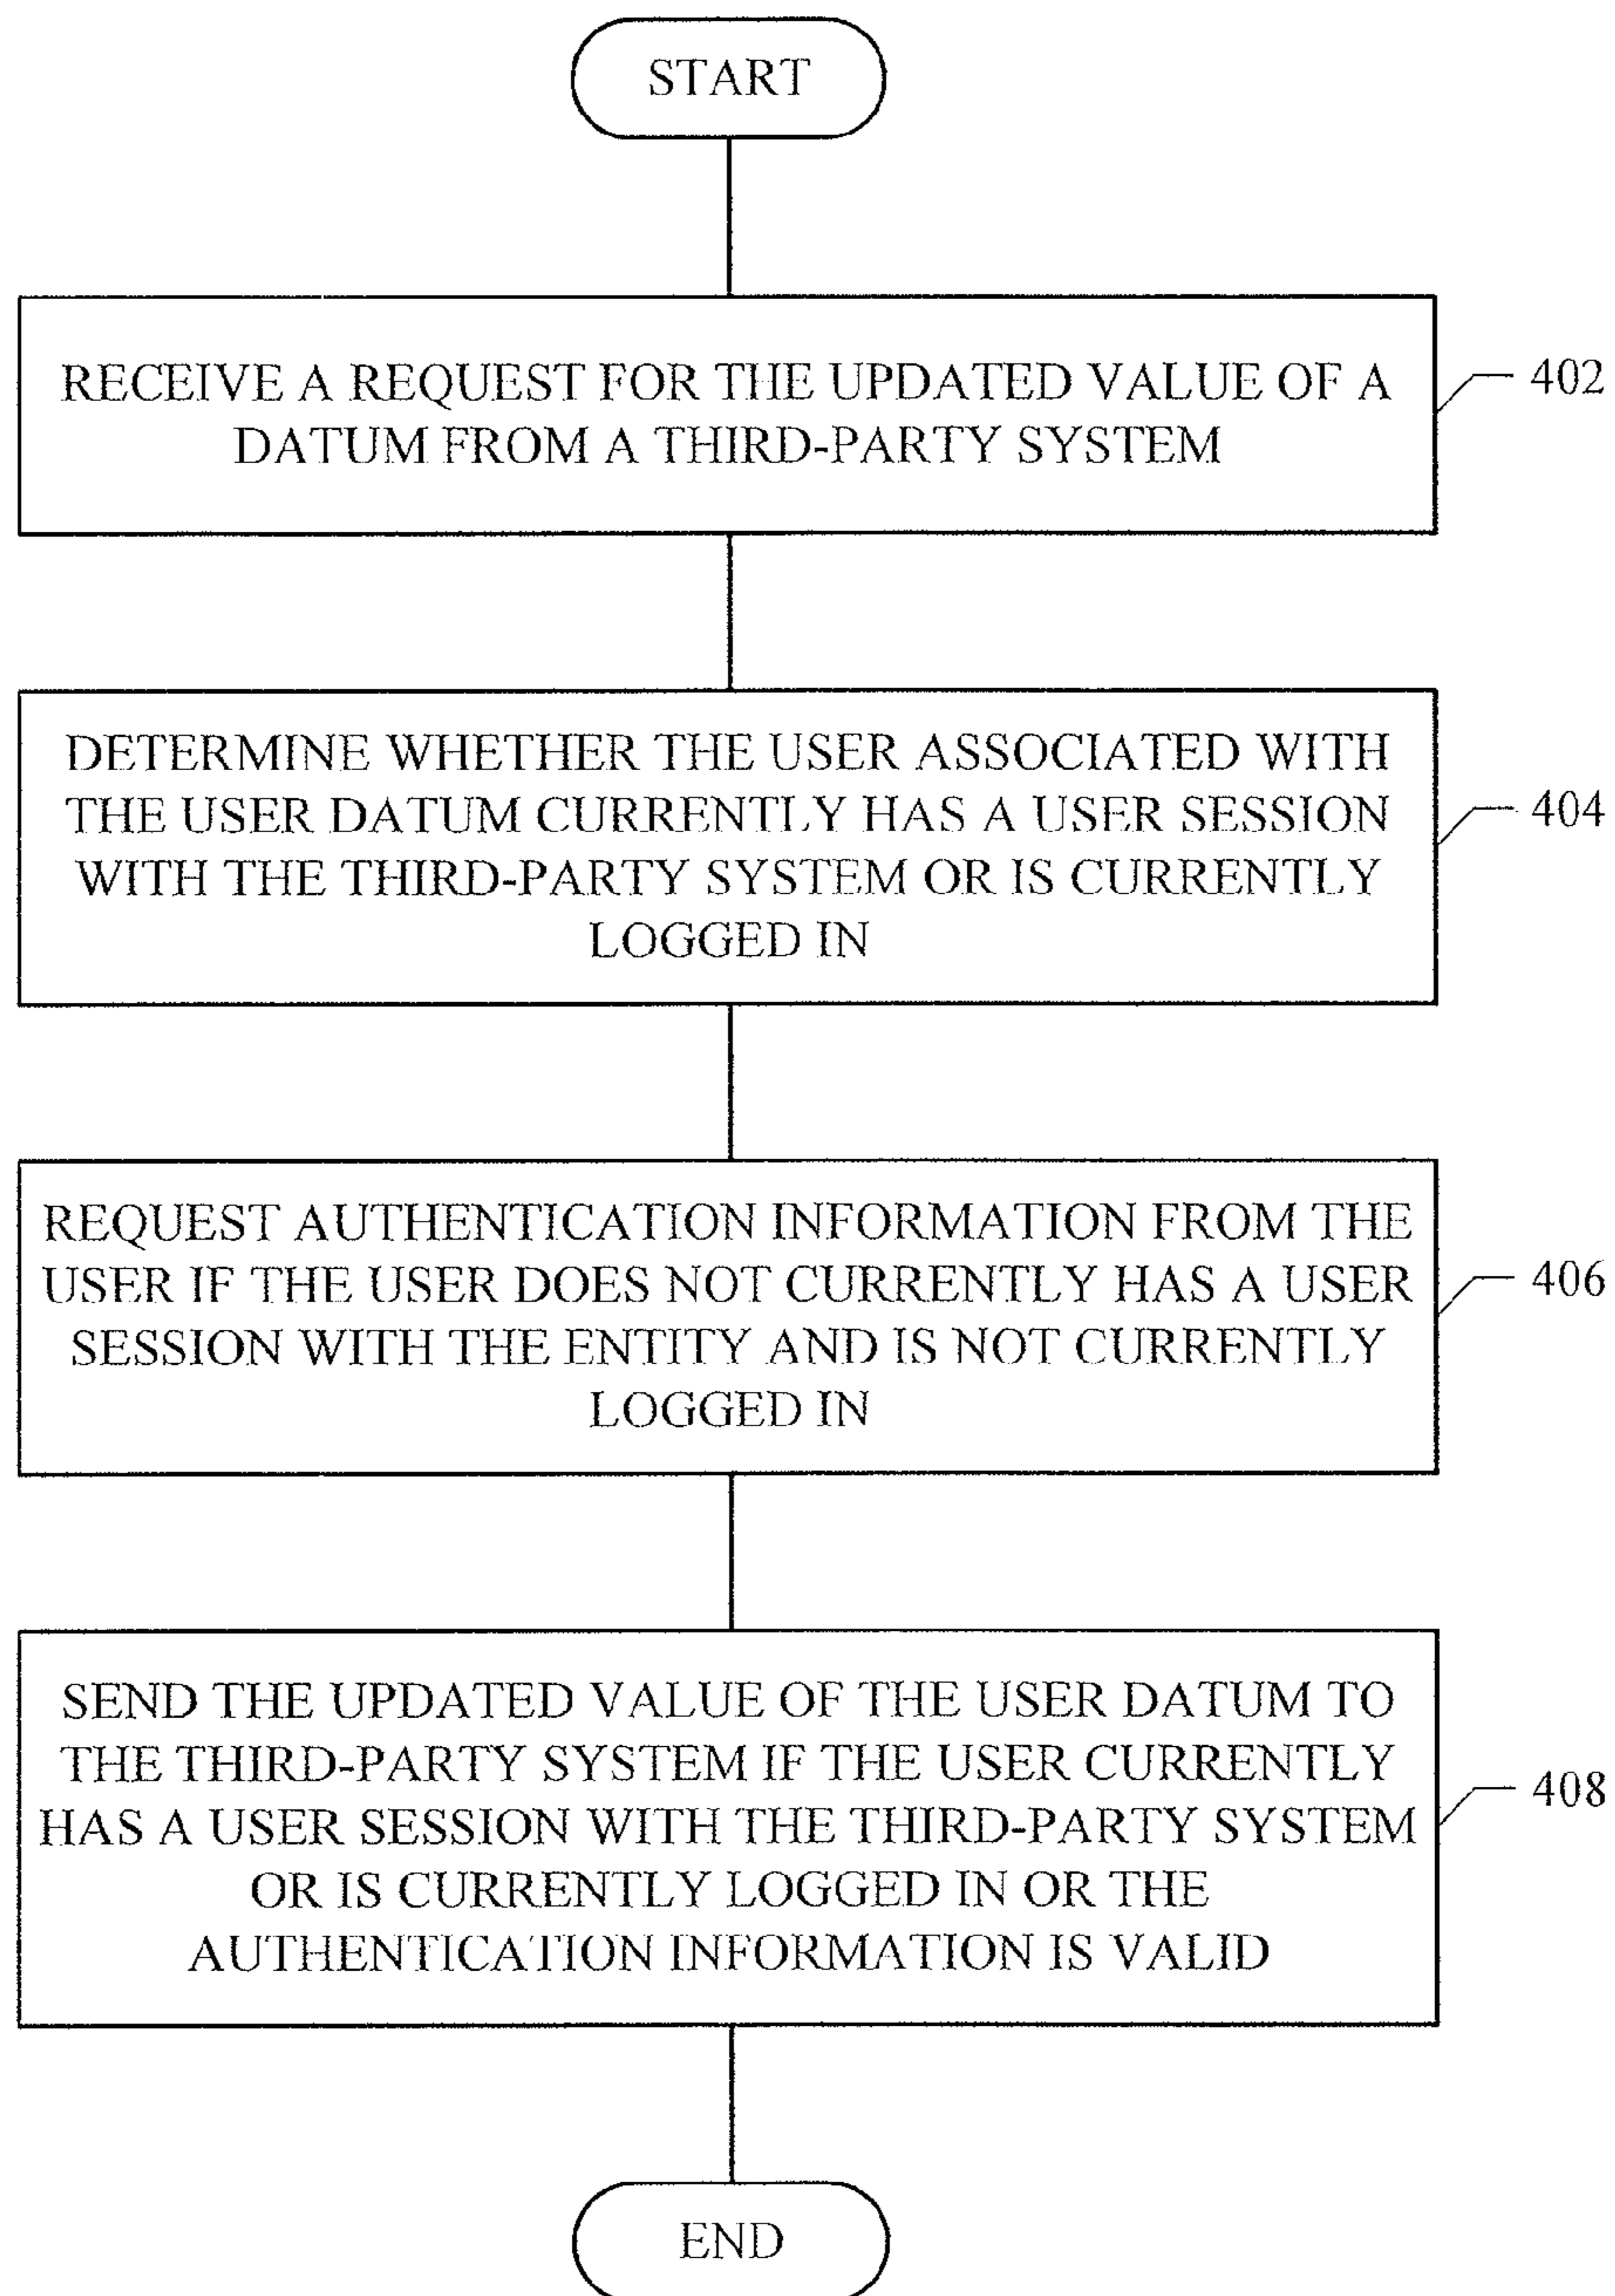 START
RECEIVE A REQUEST FOR THE UPDATED VALUE OF A
DATUM FROM A THIRD-PARTY SYSTEM
402
DETERMINE WHETHER THE USER ASSOCIATED WITH
THE USER DATUM CURRENTLY HAS A USER SESSION
WITH THE THIRD-PARTY SYSTEM OR IS CURRENTLY
LOGGED IN
404
REQUEST AUTHENTICATION INFORMATION FROM THE
USER IF THE USER DOES NOT CURRENTLY HAS A USER
SESSION WITH THE ENTITY AND IS NOT CURRENTLY
LOGGED IN
406
SEND THE UPDATED VALUE OF THE USER DATUM TO
THE THIRD-PARTY SYSTEM IF THE USER CURRENTLY
HAS A USER SESSION WITH THE THIRD-PARTY SYSTEM
OR IS CURRENTLY LOGGED IN OR THE
AUTHENTICATION INFORMATION IS VALID
408
END